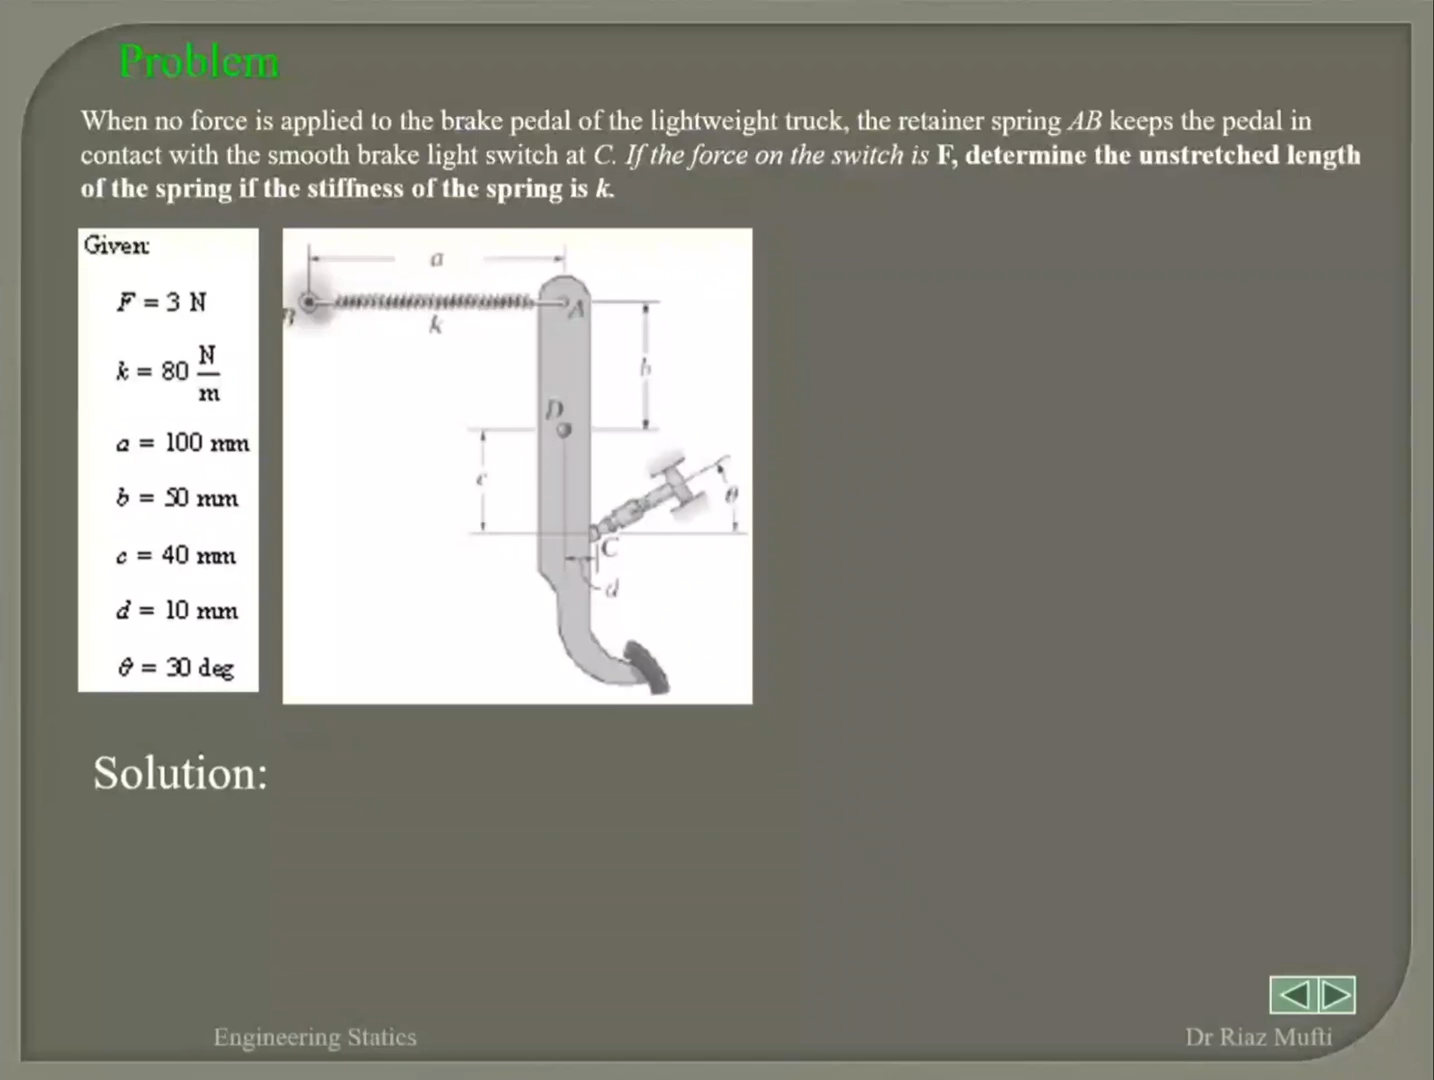 Problem
When no force is applied to the brake pedal of the lightweight truck, the retainer spring AB keeps the pedal in
contact with the smooth brake light switch at C. If the force on the switch is F, determine the unstretched length
of the spring if the stiffness of the spring is k.
Given:
F = 3 N
k = 80 N/m
a = 100 mm
b = 50 mm
c = 40 mm
d = 10 mm
θ = 30 deg
a
B
A
k
b
D
c
θ
C
d
Solution:
Engineering Statics
Dr Riaz Mufti